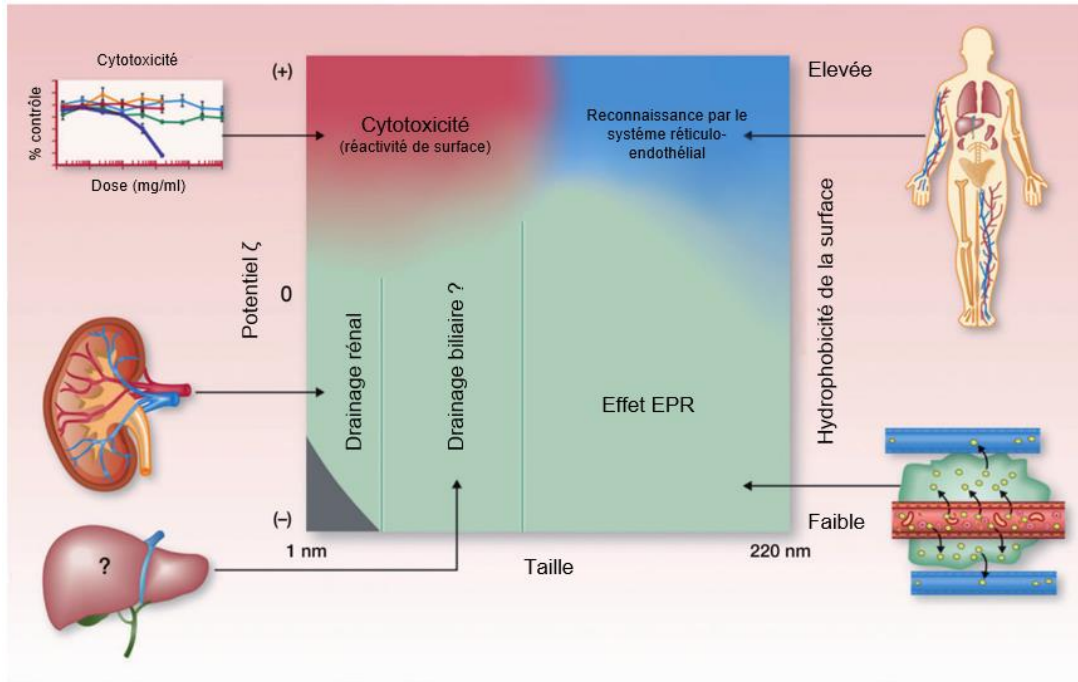 Cytotoxicité
% contrôle
Dose (mg/ml)
(+)
Cytotoxicité
(réactivité de surface)
Reconnaissance par le
système réticulo-
endothélial
Elevée
Potentiel ζ
0
Drainage rénal
Drainage biliaire ?
Effet EPR
Hydrophobicité de la surface
(–)
Faible
1 nm
Taille
220 nm
?